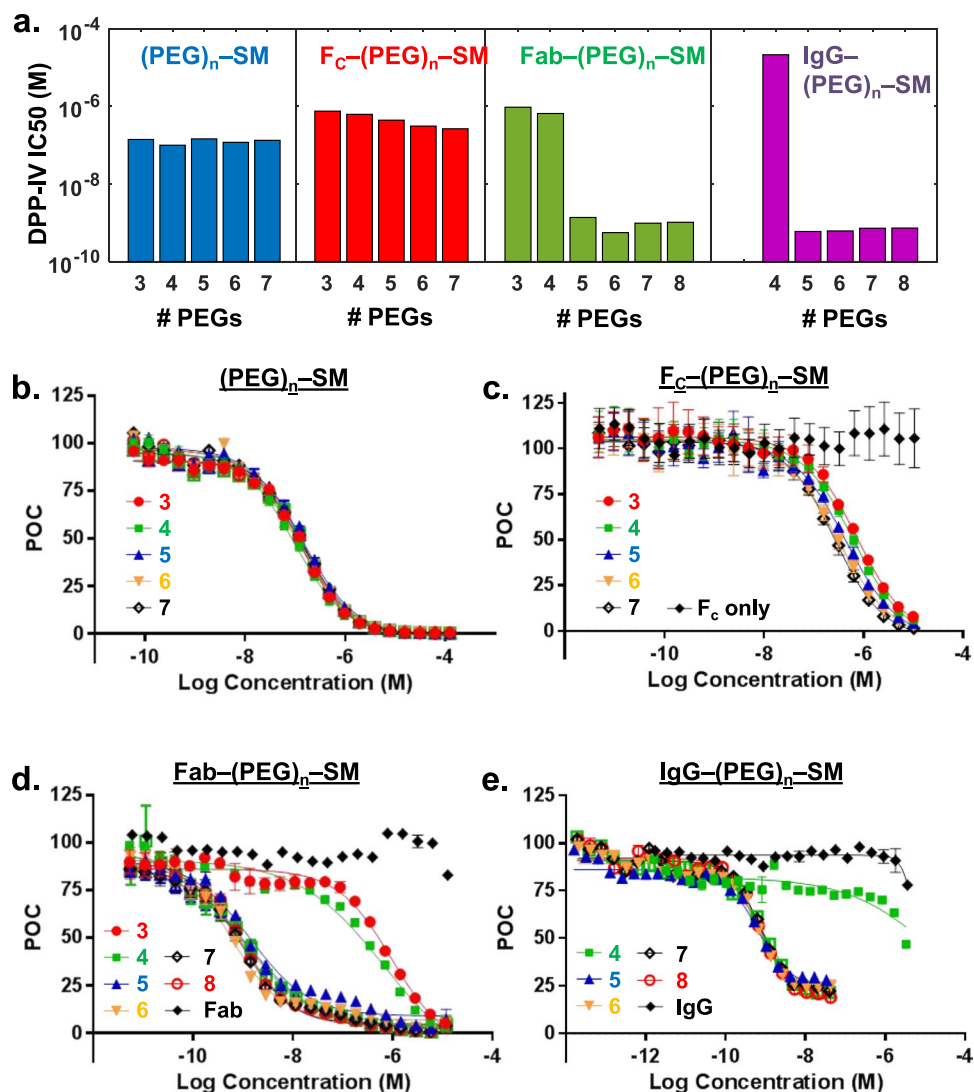 a.
DPP-IV IC50 (M)
10⁻⁴
10⁻⁶
10⁻⁸
10⁻¹⁰
(PEG)ₙ–SM
F_C–(PEG)ₙ–SM
Fab–(PEG)ₙ–SM
IgG–
(PEG)ₙ–SM
3 4 5 6 7
3 4 5 6 7
3 4 5 6 7 8
4 5 6 7 8
# PEGs
# PEGs
# PEGs
# PEGs
b.
(PEG)ₙ–SM
POC
125
100
75
50
25
0
3
4
5
6
7
-10 -8 -6 -4
Log Concentration (M)
c.
F_C–(PEG)ₙ–SM
POC
125
100
75
50
25
0
3
4
5
6
7
F_c only
-10 -8 -6 -4
Log Concentration (M)
d.
Fab–(PEG)ₙ–SM
POC
125
100
75
50
25
0
3
4 7
5 8
6 Fab
-10 -8 -6 -4
Log Concentration (M)
e.
IgG–(PEG)ₙ–SM
POC
125
100
75
50
25
0
4 7
5 8
6 IgG
-12 -10 -8 -6 -4
Log Concentration (M)